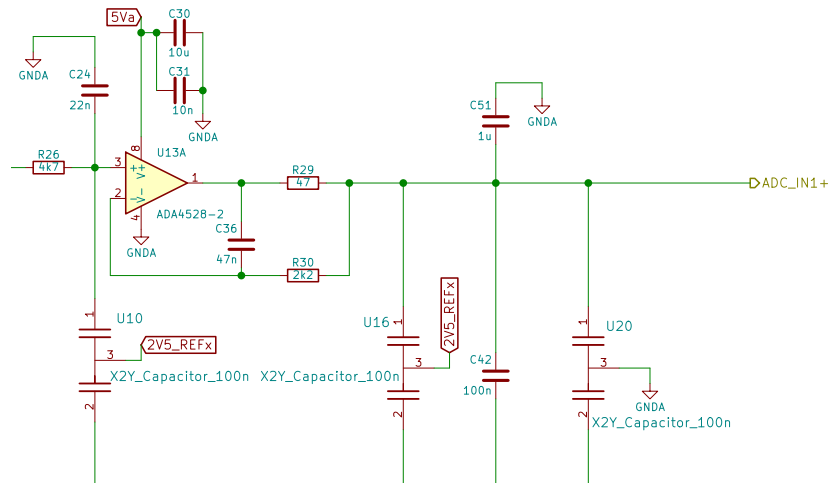 5Va
C30
10u
GNDA
C24
22n
C31
10n
GNDA
C51
1u
GNDA
R26
4k7
3
8
V+
+
U13A
1
2
-
V-
4
ADA4528-2
GNDA
R29
47
ADC_IN1+
C36
47n
R30
2k2
1
U10
3
2V5_REFx
X2Y_Capacitor_100n
2
1
U16
3
2V5_REFx
X2Y_Capacitor_100n
2
C42
100n
1
U20
3
GNDA
X2Y_Capacitor_100n
2